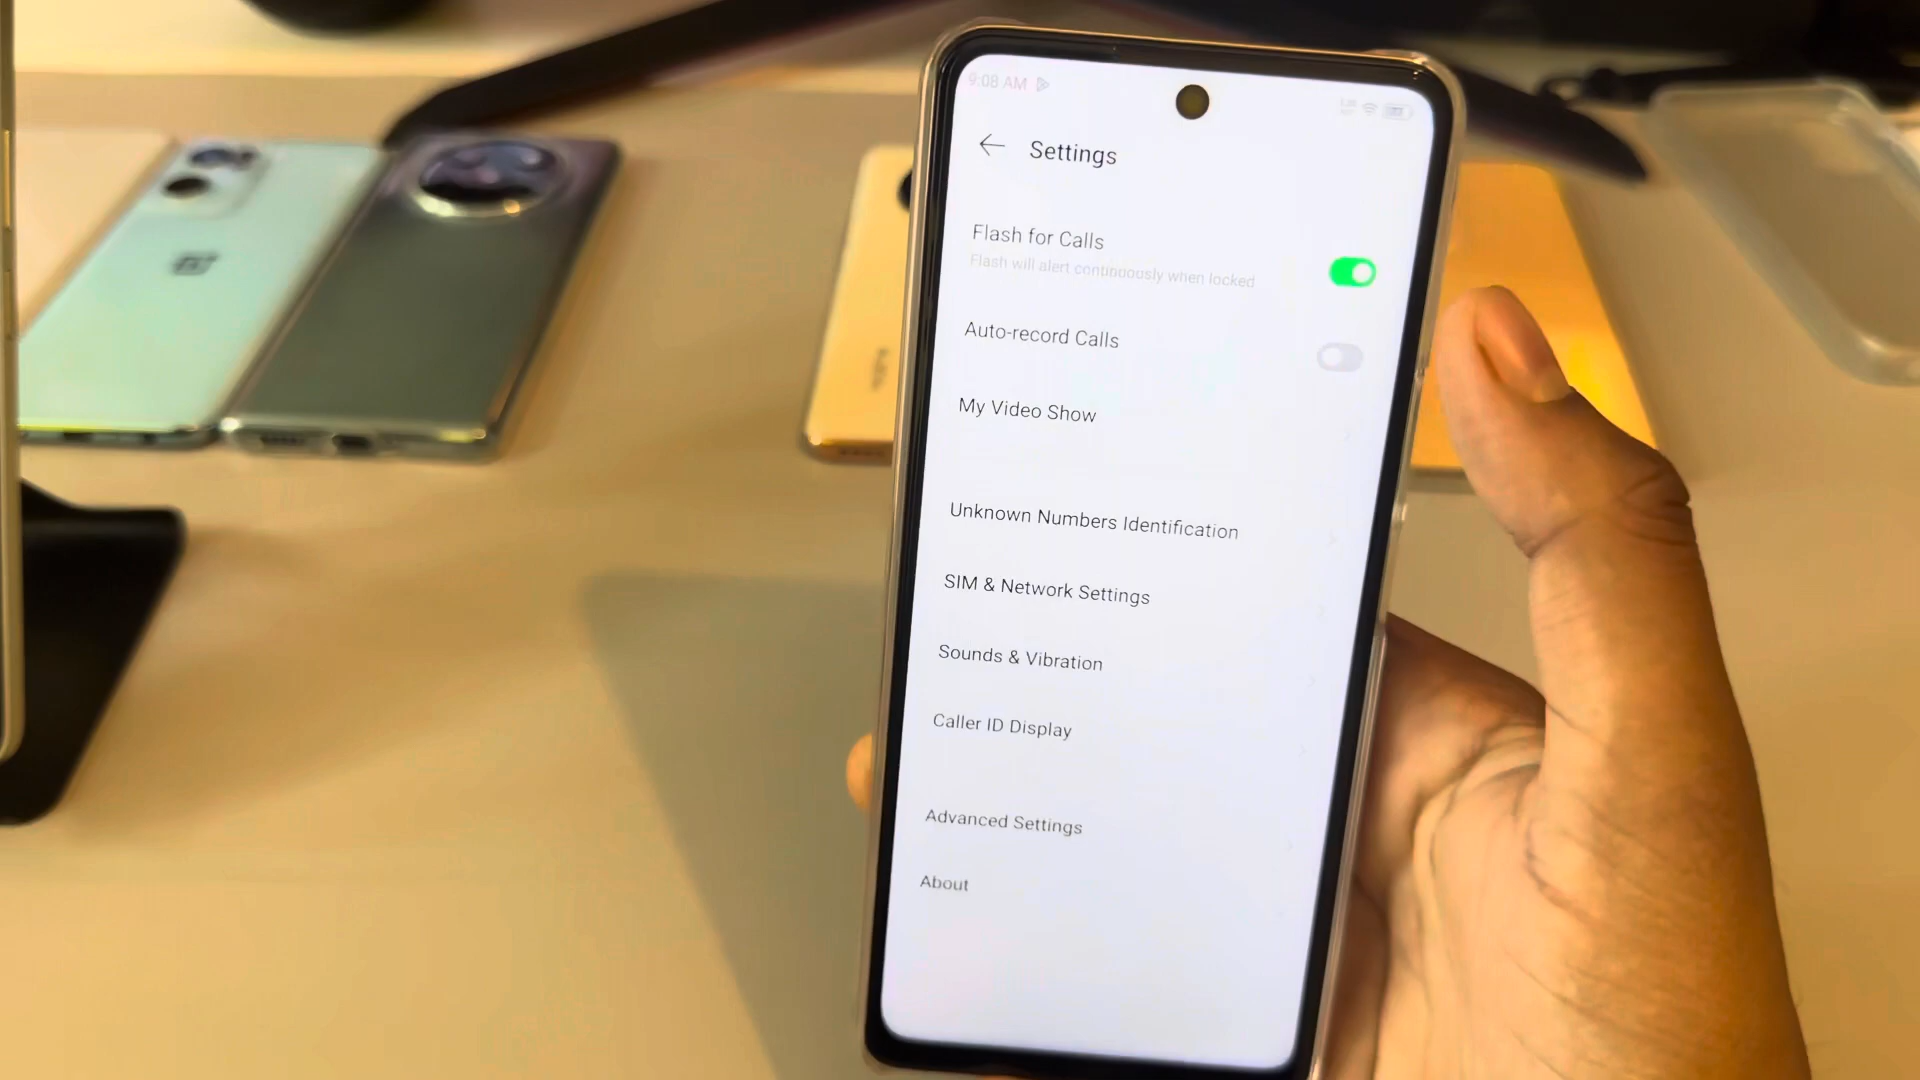 9:08 AM
Settings
Flash for Calls
Flash will alert continuously when locked
Auto-record Calls
My Video Show
Unknown Numbers Identification
SIM & Network Settings
Sounds & Vibration
Caller ID Display
Advanced Settings
About